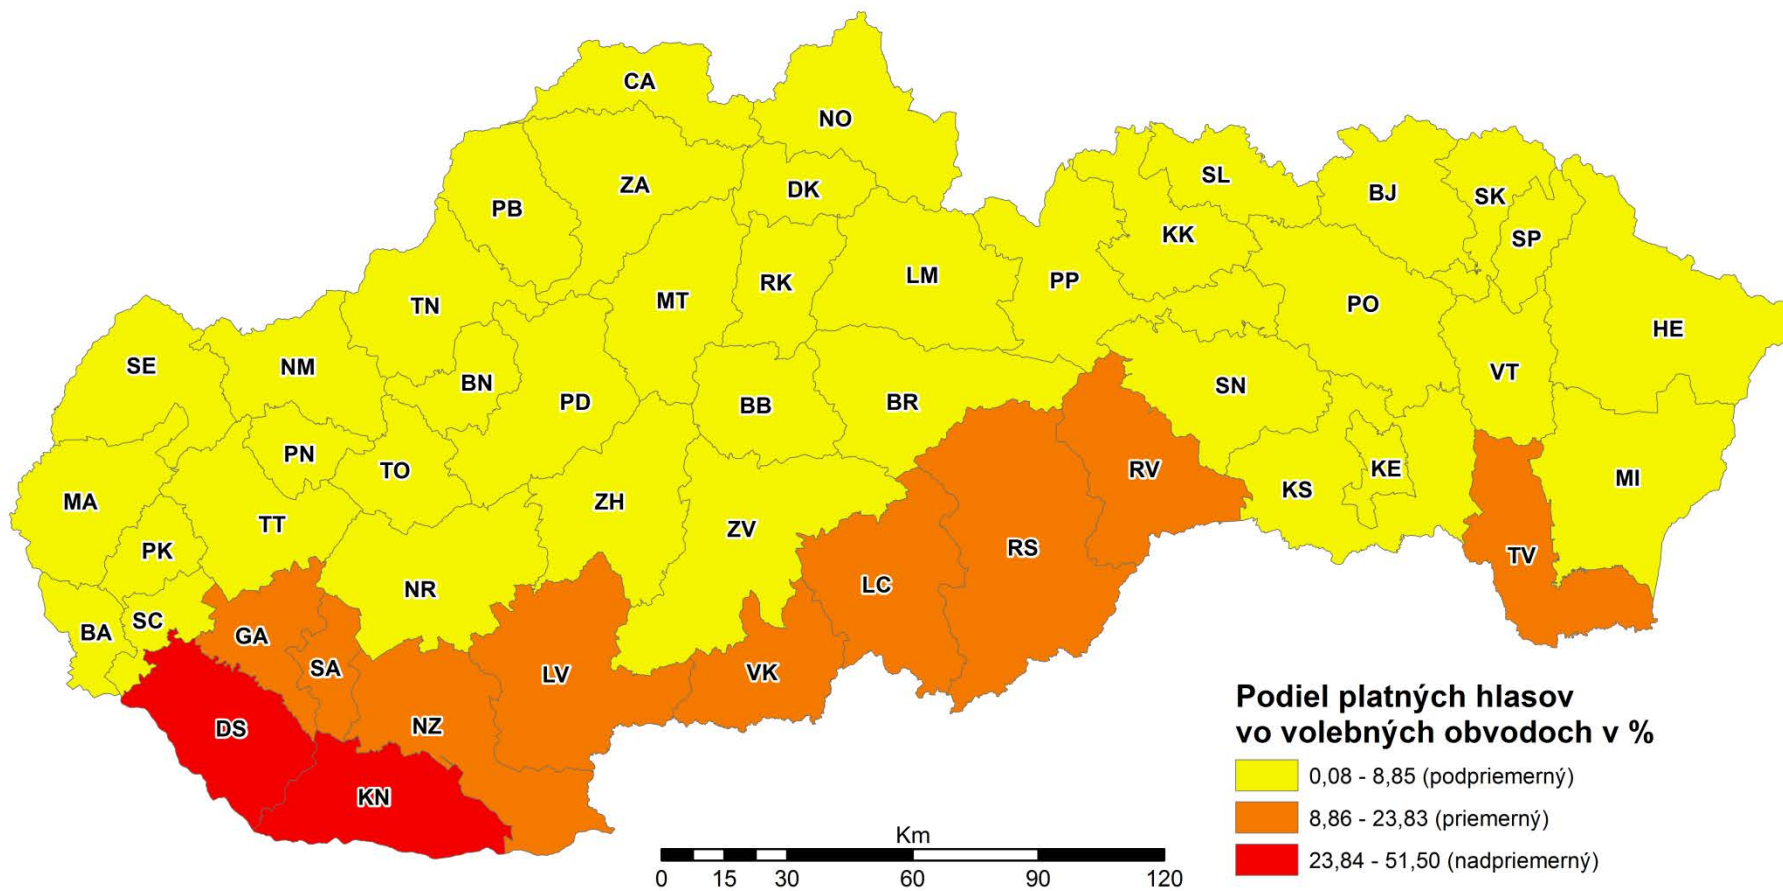 CA
NO
ZA
DK
SL
BJ
SK
PB
SP
KK
RK
LM
PP
MT
TN
PO
HE
SE
NM
BN
PD
BB
BR
SN
VT
PN
TO
RV
KE
MI
MA
TT
ZH
KS
ZV
PK
RS
TV
NR
LC
SC
BA
GA
SA
LV
VK
DS
NZ
KN
Podiel platných hlasov
vo volebných obvodoch v %
0,08 - 8,85 (podpriemerný)
8,86 - 23,83 (priemerný)
23,84 - 51,50 (nadpriemerný)
Km
0 15 30 60 90 120